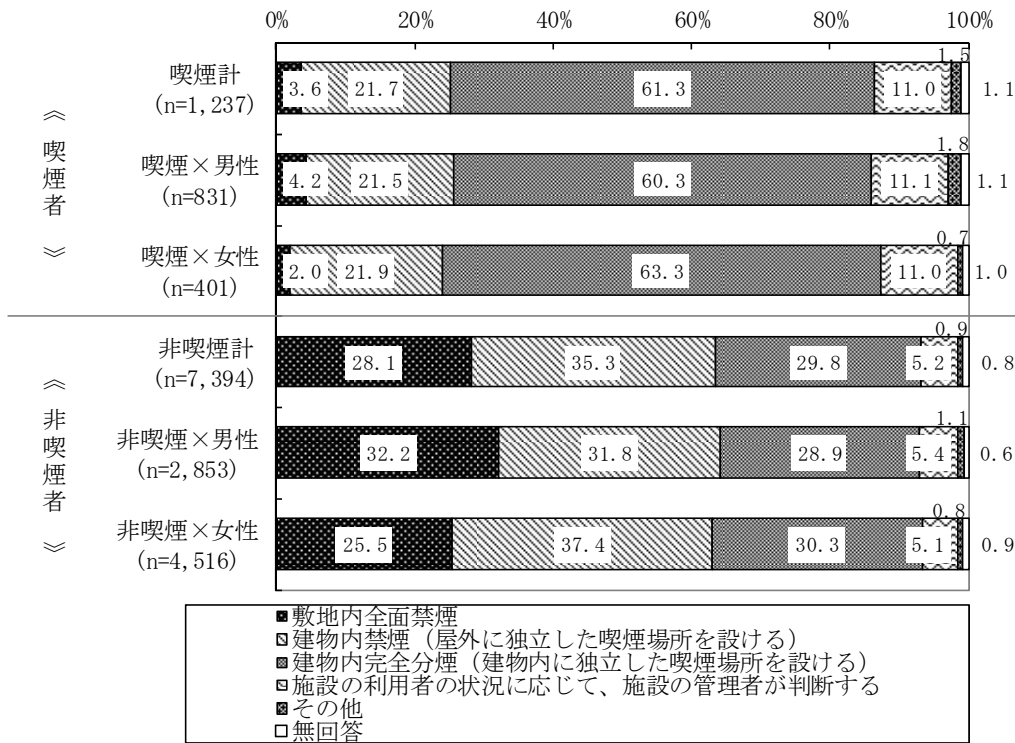 0% 20% 40% 60% 80% 100%
《喫煙者》
喫煙計
(n=1,237)
3.6 21.7 61.3 11.0 1.5 1.1
喫煙×男性
(n=831)
4.2 21.5 60.3 11.1 1.8 1.1
喫煙×女性
(n=401)
2.0 21.9 63.3 11.0 0.7 1.0
《非喫煙者》
非喫煙計
(n=7,394)
28.1 35.3 29.8 5.2 0.9 0.8
非喫煙×男性
(n=2,853)
32.2 31.8 28.9 5.4 1.1 0.6
非喫煙×女性
(n=4,516)
25.5 37.4 30.3 5.1 0.8 0.9
敷地内全面禁煙
建物内禁煙（屋外に独立した喫煙場所を設ける）
建物内完全分煙（建物内に独立した喫煙場所を設ける）
施設の利用者の状況に応じて、施設の管理者が判断する
その他
無回答